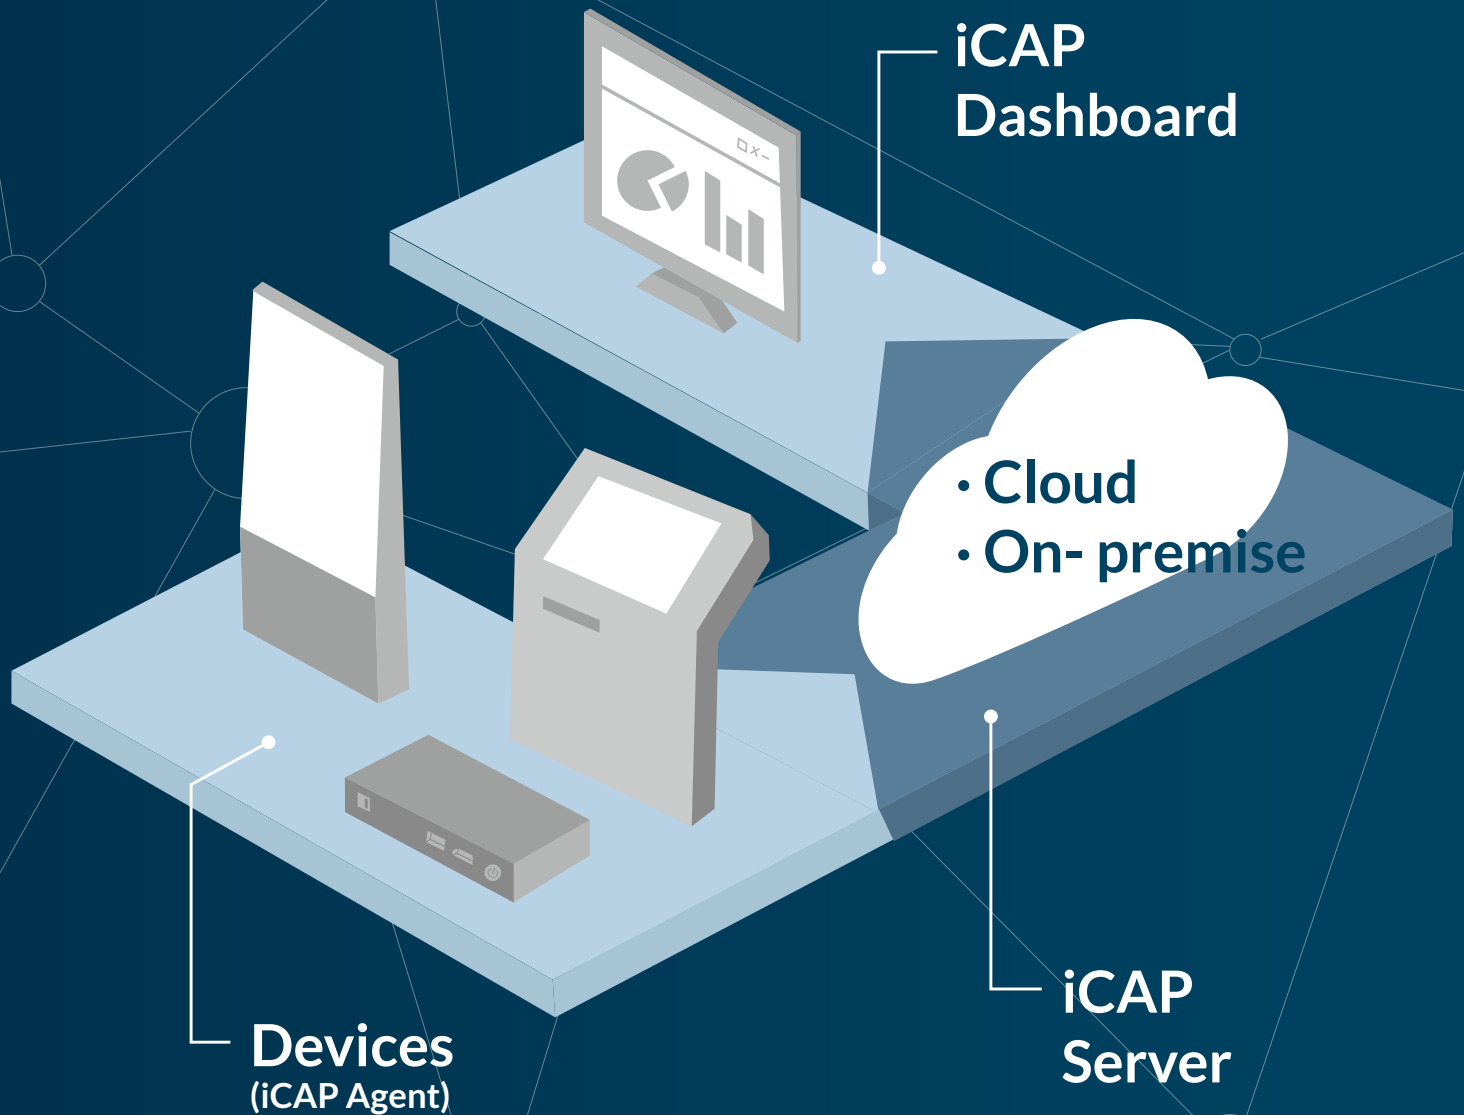 iCAP
Dashboard
· Cloud
· On- premise
iCAP
Server
Devices
(iCAP Agent)